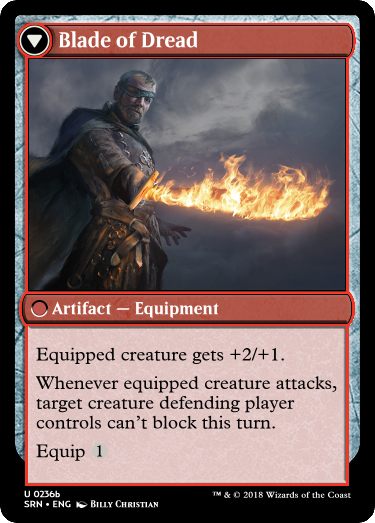 Blade of Dread
Artifact — Equipment
Equipped creature gets +2/+1.
Whenever equipped creature attacks,
target creature defending player
controls can't block this turn.
Equip 1
U 0236b
SRN • ENG Billy Christian
™ & © 2018 Wizards of the Coast